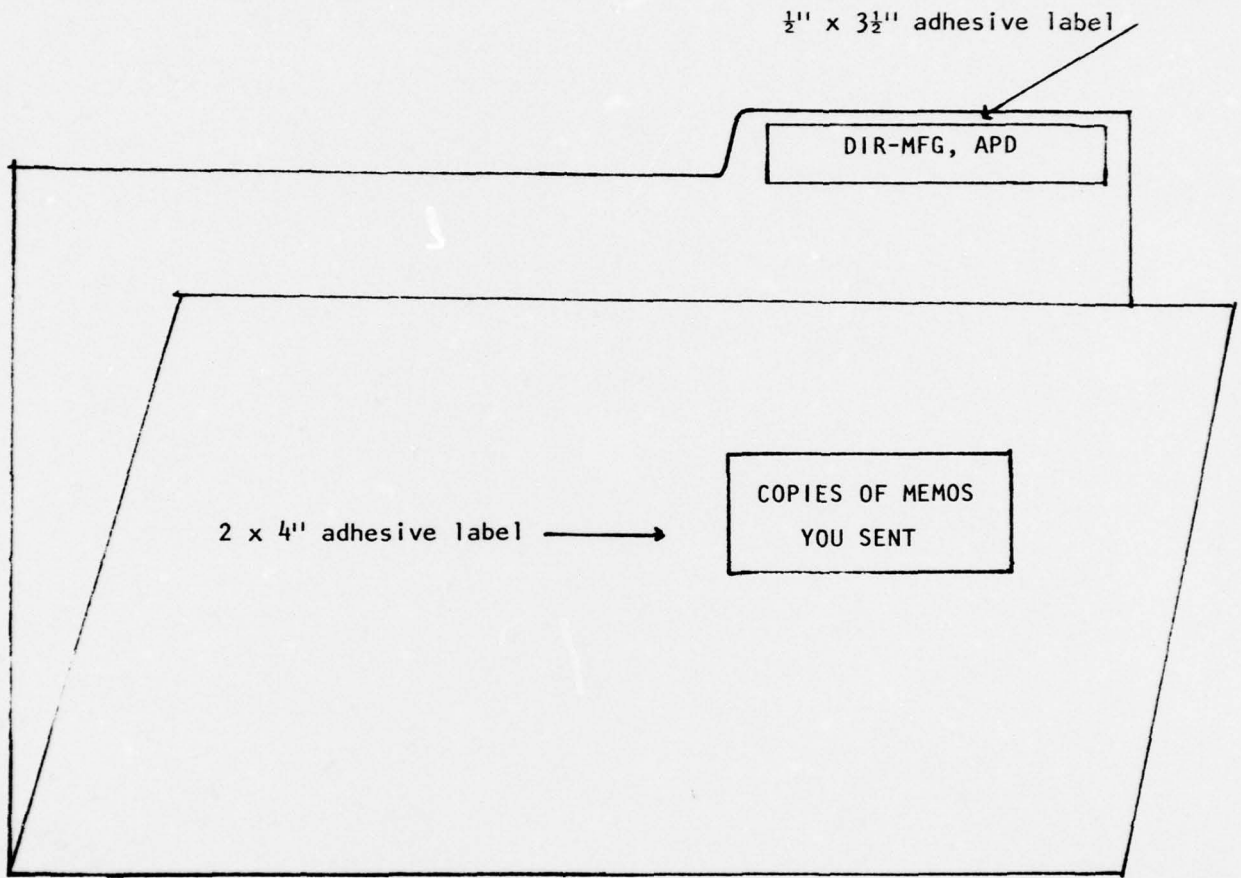 ½" x 3½" adhesive label
DIR-MFG, APD
COPIES OF MEMOS
2 x 4" adhesive label
YOU SENT